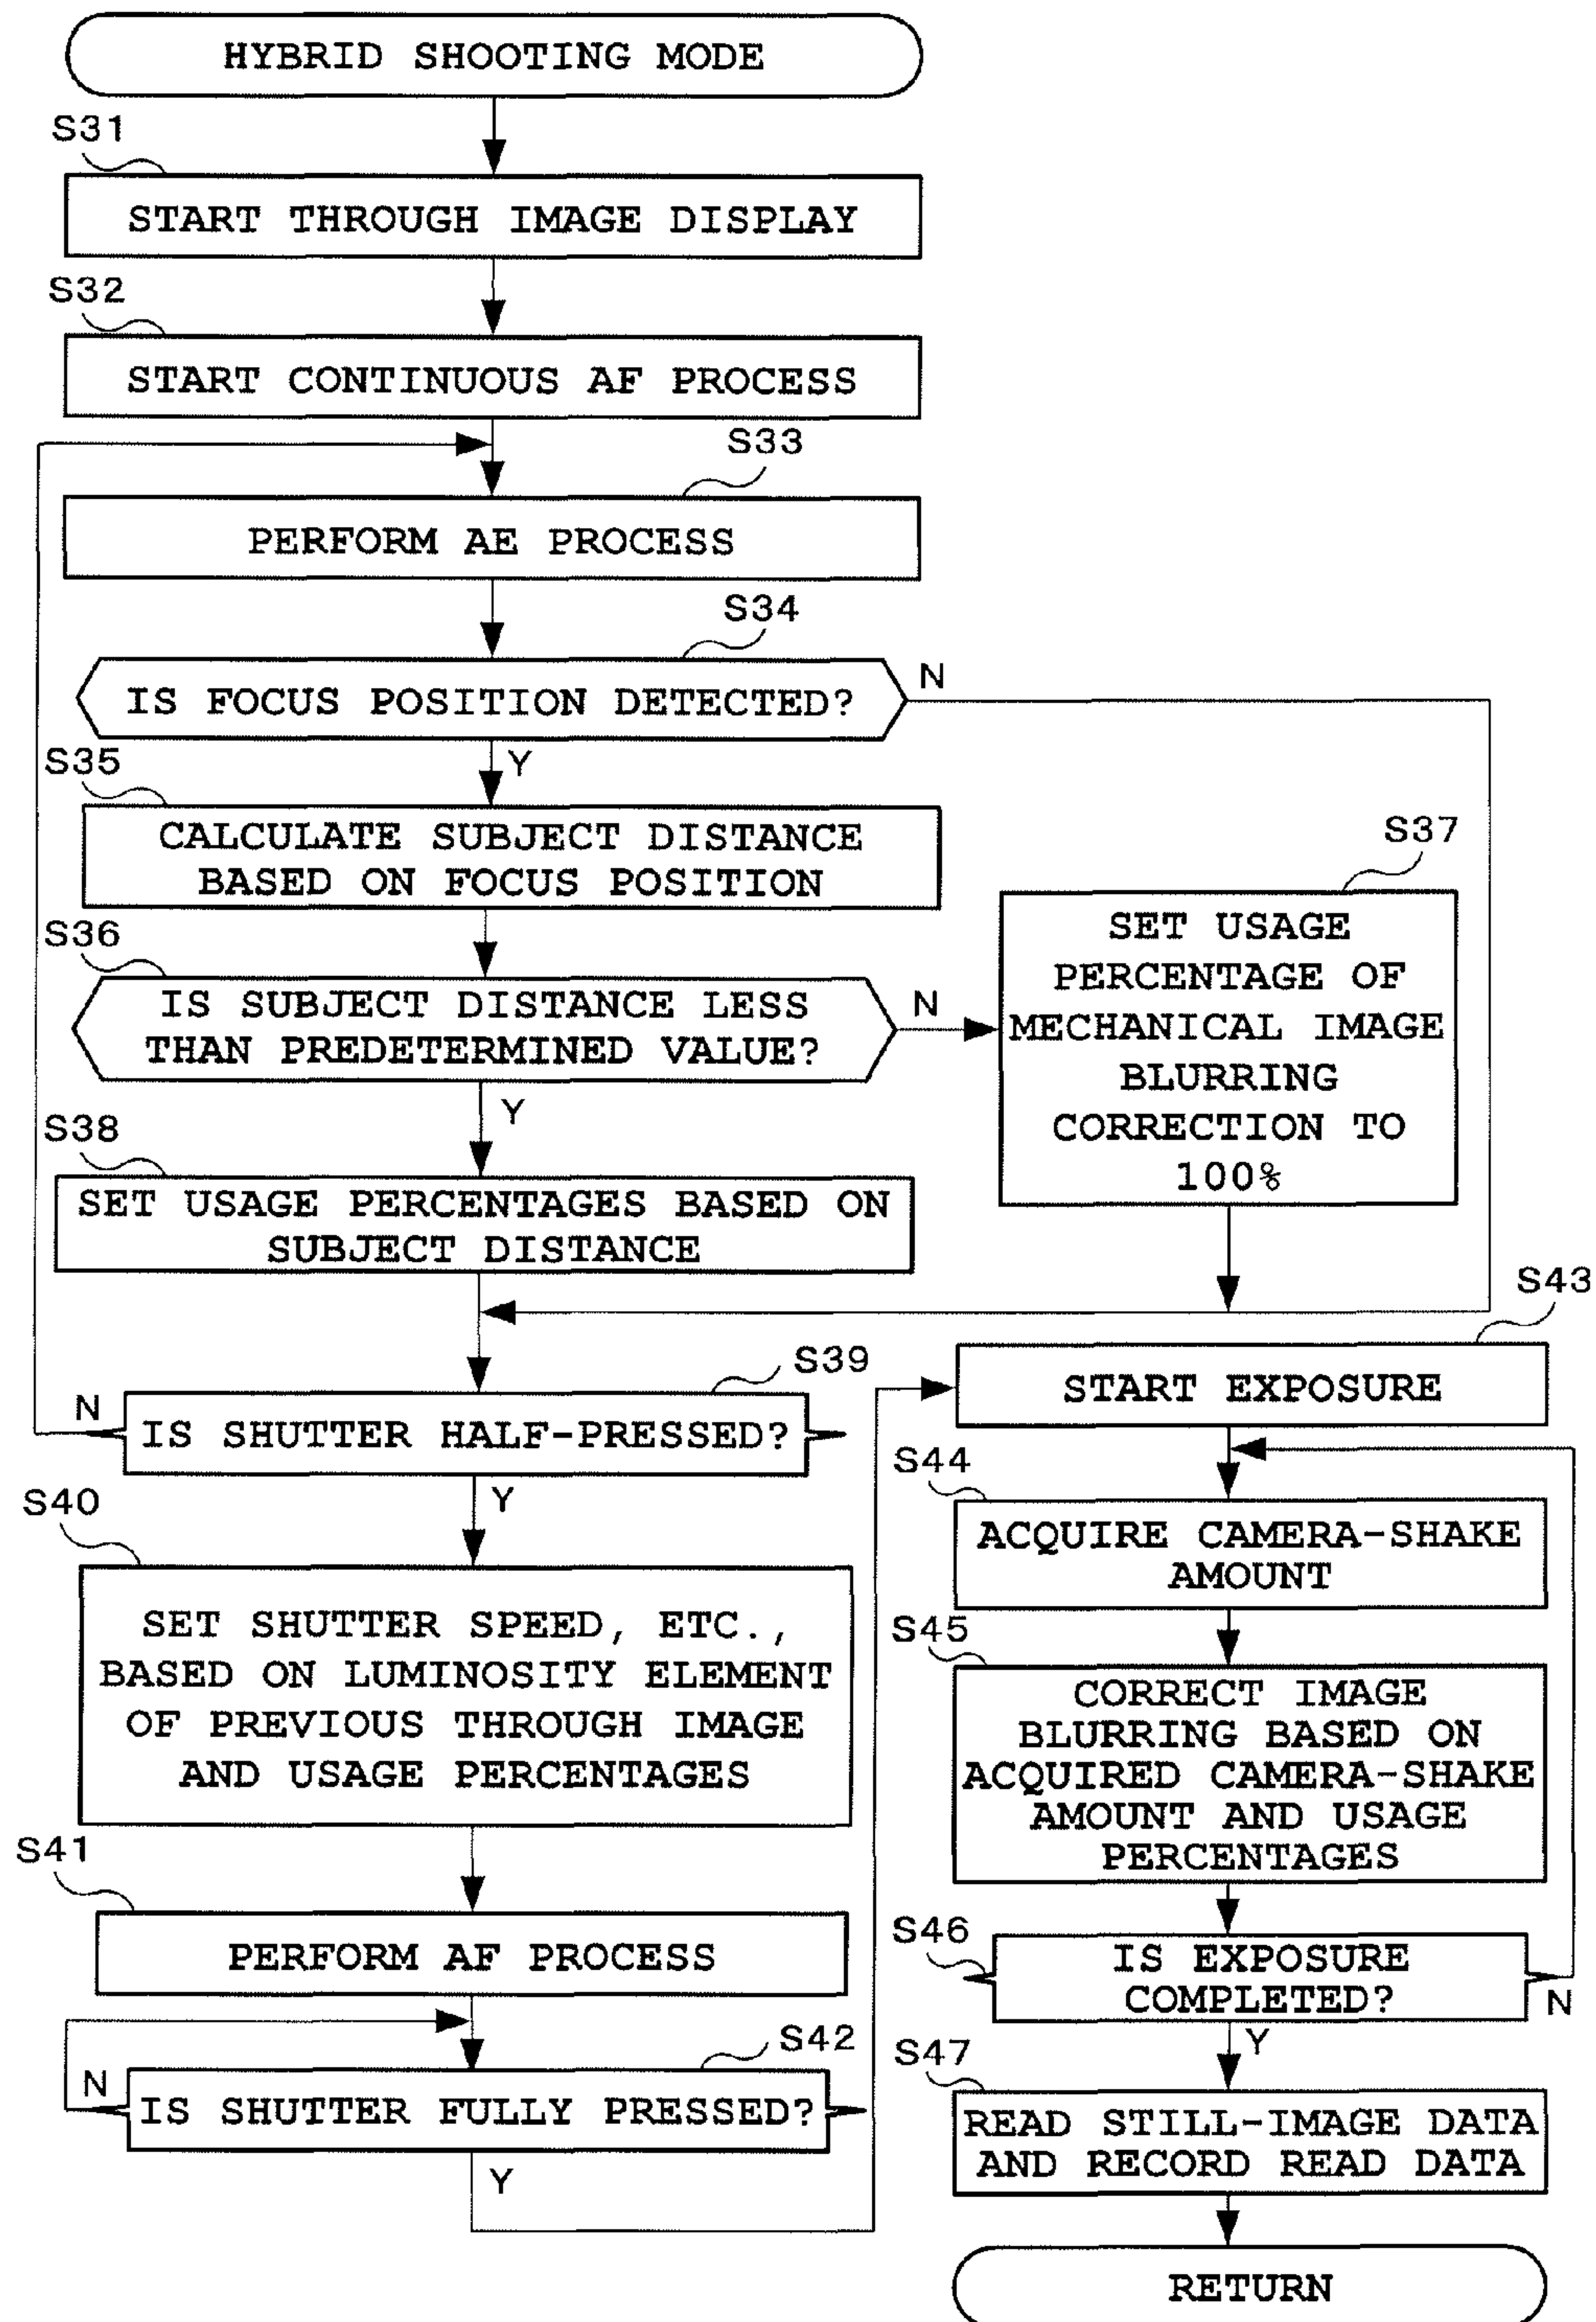 HYBRID SHOOTING MODE
S31
START THROUGH IMAGE DISPLAY
S32
START CONTINUOUS AF PROCESS
S33
PERFORM AE PROCESS
S34
IS FOCUS POSITION DETECTED?
N
Y
S35
CALCULATE SUBJECT DISTANCE
BASED ON FOCUS POSITION
S36
IS SUBJECT DISTANCE LESS
THAN PREDETERMINED VALUE?
N
Y
S37
SET USAGE
PERCENTAGE OF
MECHANICAL IMAGE
BLURRING
CORRECTION TO
100%
S38
SET USAGE PERCENTAGES BASED ON
SUBJECT DISTANCE
S39
N
IS SHUTTER HALF-PRESSED?
Y
S40
SET SHUTTER SPEED, ETC.,
BASED ON LUMINOSITY ELEMENT
OF PREVIOUS THROUGH IMAGE
AND USAGE PERCENTAGES
S41
PERFORM AF PROCESS
S42
N
IS SHUTTER FULLY PRESSED?
Y
S43
START EXPOSURE
S44
ACQUIRE CAMERA-SHAKE
AMOUNT
S45
CORRECT IMAGE
BLURRING BASED ON
ACQUIRED CAMERA-SHAKE
AMOUNT AND USAGE
PERCENTAGES
S46
IS EXPOSURE
COMPLETED?
N
Y
S47
READ STILL-IMAGE DATA
AND RECORD READ DATA
RETURN